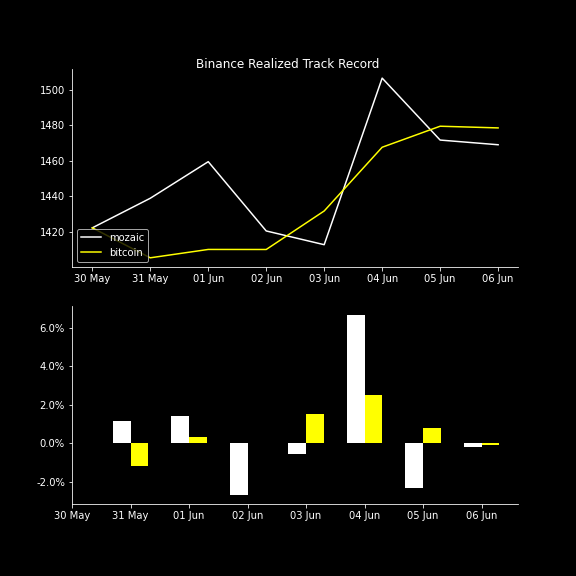 Binance Realized Track Record
1500
1480
1460
1440
1420
mozaic
bitcoin
30 May 31 May 01 Jun 02 Jun 03 Jun 04 Jun 05 Jun 06 Jun
6.0%
4.0%
2.0%
0.0%
-2.0%
30 May 31 May 01 Jun 02 Jun 03 Jun 04 Jun 05 Jun 06 Jun